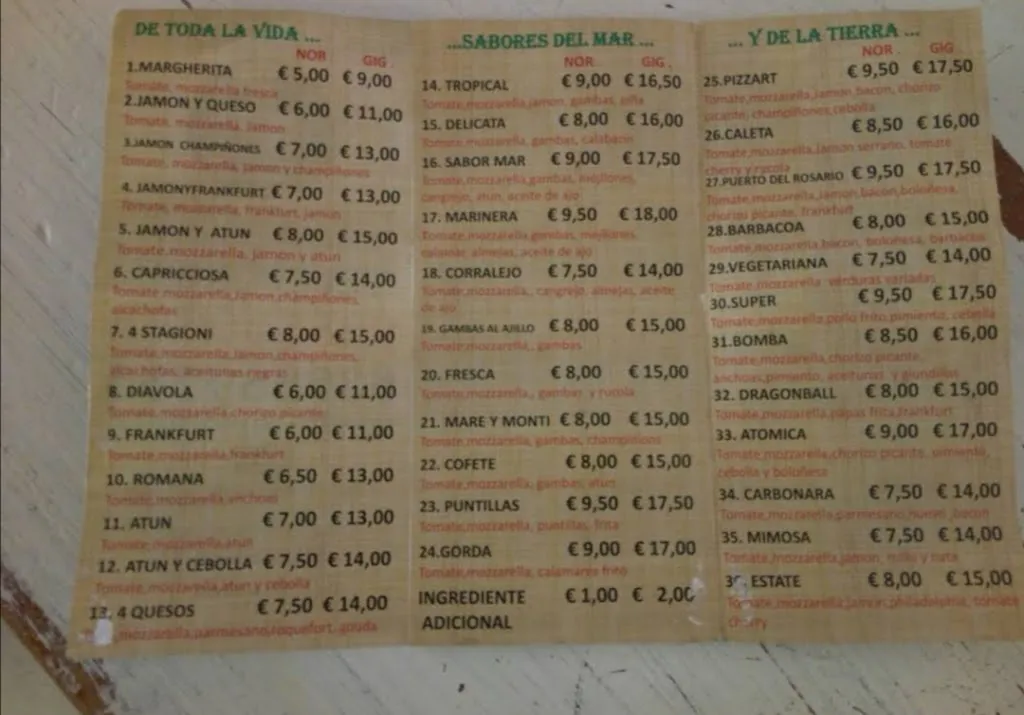 DE TODA LA VIDA ...
NOR GIG.
1.MARGHERITA € 5,00 € 9,00
Tomate, mozzarella fresca
2.JAMON Y QUESO € 6,00 € 11,00
Tomate, mozzarella, jamon
3.JAMON CHAMPIÑONES € 7,00 € 13,00
Tomate, mozzarella, jamon y champiñones
4. JAMONYFRANKFURT € 7,00 € 13,00
Tomate, mozzarella, frankfurt, jamon
5. JAMON Y ATUN € 8,00 € 15,00
Tomate,mozzarella, jamon y atun
6. CAPRICCIOSA € 7,50 € 14,00
Tomate,mozzarella,jamon,champiñones,
alcachofas
7. 4 STAGIONI € 8,00 € 15,00
Tomate,mozzarella,jamon,champiñones,
alcachofas, aceitunas negras
8. DIAVOLA € 6,00 € 11,00
Tomate,mozzarella,chorizo picante
9. FRANKFURT € 6,00 € 11,00
Tomate,mozzarella,frankfurt
10. ROMANA € 6,50 € 13,00
Tomate,mozzarella,anchoas
11. ATUN € 7,00 € 13,00
Tomate,mozzarella,atun
12. ATUN Y CEBOLLA € 7,50 € 14,00
Tomate, mozzarella,atun y cebolla
13. 4 QUESOS € 7,50 € 14,00
,mozzarella,parmesano,roquefort, gouda
...SABORES DEL MAR ...
NOR. GIG.
14. TROPICAL € 9,00 € 16,50
Tomate,mozzarella,jamon, gambas, piña
15. DELICATA € 8,00 € 16,00
Tomate,mozzarella, gambas, calabacin
16. SABOR MAR € 9,00 € 17,50
Tomate,mozzarella,gambas, mejillones,
cangrejo, atun, aceite de ajo
17. MARINERA € 9,50 € 18,00
Tomate,mozzarella,gambas, mejillones,
calamar, almejas, aceite de ajo
18. CORRALEJO € 7,50 € 14,00
Tomate,mozzarella,, cangrejo, almejas, aceite
de ajo
19. GAMBAS AL AJILLO € 8,00 € 15,00
Tomate,mozzarella,, gambas
20. FRESCA € 8,00 € 15,00
Tomate,mozzarella,, gambas y rucola
21. MARE Y MONTI € 8,00 € 15,00
Tomate,mozzarella, gambas, champiñons
22. COFETE € 8,00 € 15,00
Tomate,mozzarella, gambas, atun
23. PUNTILLAS € 9,50 € 17,50
Tomate,mozzarella, puntillas, frita
24.GORDA € 9,00 € 17,00
Tomate,mozzarella, calamares frito
INGREDIENTE € 1,00 € 2,00
ADICIONAL
... Y DE LA TIERRA ...
NOR. GIG.
25.PIZZART € 9,50 € 17,50
Tomate,mozzarella,jamon,bacon, chorizo
picante, champiñones,cebolla
26.CALETA € 8,50 € 16,00
Tomate,mozzarella,jamon serrano, tomate
cherry y rucola
27.PUERTO DEL ROSARIO € 9,50 € 17,50
Tomate,mozzarella,jamon,bacon,boloñesa,
chorizo picante, frankfurt
28.BARBACOA € 8,00 € 15,00
Tomate,mozzarella,bacon, boloñesa, barbacoa
29.VEGETARIANA € 7,50 € 14,00
Tomate,mozzarella verduras variadas
30.SUPER € 9,50 € 17,50
Tomate,mozzarella,pollo frito,pimiento, cebolla
31.BOMBA € 8,50 € 16,00
Tomate,mozzarella,chorizo picante,
anchoas,pimiento, aceitunas y guindillas
32. DRAGONBALL € 8,00 € 15,00
Tomate,mozzarella,papas frita,frankfurt
33. ATOMICA € 9,00 € 17,00
Tomate,mozzarella,chorizo picante, pimiento,
cebolla y boloñesa
34. CARBONARA € 7,50 € 14,00
Tomate,mozzarella,parmesano,huevo ,bacon
35. MIMOSA € 7,50 € 14,00
Tomate,mozzarella,jamon, millo y nata
36. ESTATE € 8,00 € 15,00
Tomate,mozzarella,jamon,philadelphia, tomate
cherry